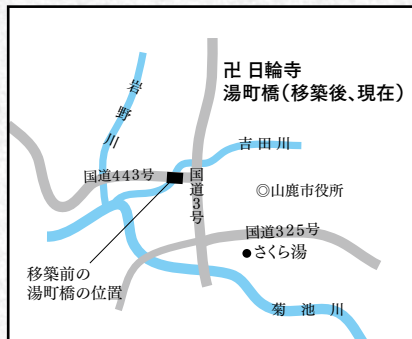 卍 日輪寺
湯町橋（移築後、現在）
岩野川
吉田川
国道443号
国道3号
◎山鹿市役所
国道325号
●さくら湯
移築前の
湯町橋の位置
菊池川